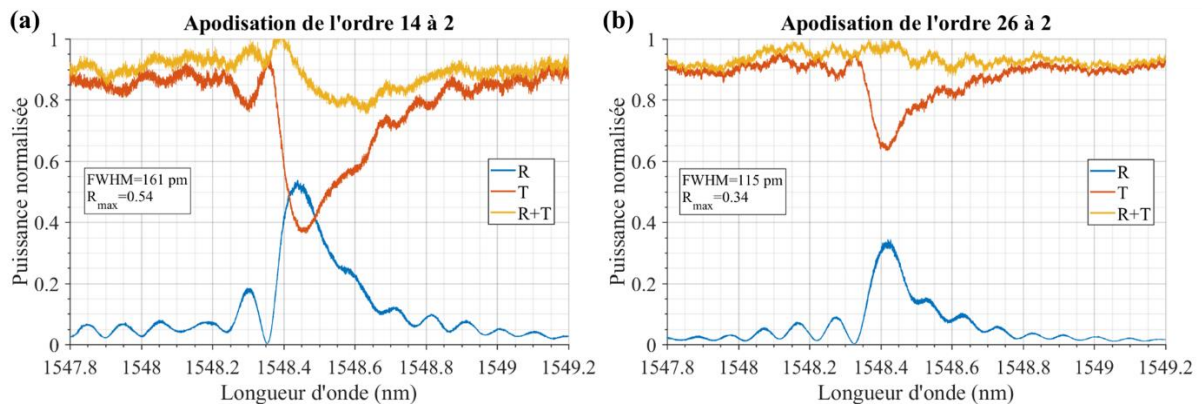 (a)
Apodisation de l'ordre 14 à 2
1
0.8
0.6
0.4
0.2
0
Puissance normalisée
FWHM=161 pm
R_max=0.54
R
T
R+T
1547.8 1548 1548.2 1548.4 1548.6 1548.8 1549 1549.2
Longueur d'onde (nm)
(b)
Apodisation de l'ordre 26 à 2
1
0.8
0.6
0.4
0.2
0
Puissance normalisée
FWHM=115 pm
R_max=0.34
R
T
R+T
1547.8 1548 1548.2 1548.4 1548.6 1548.8 1549 1549.2
Longueur d'onde (nm)